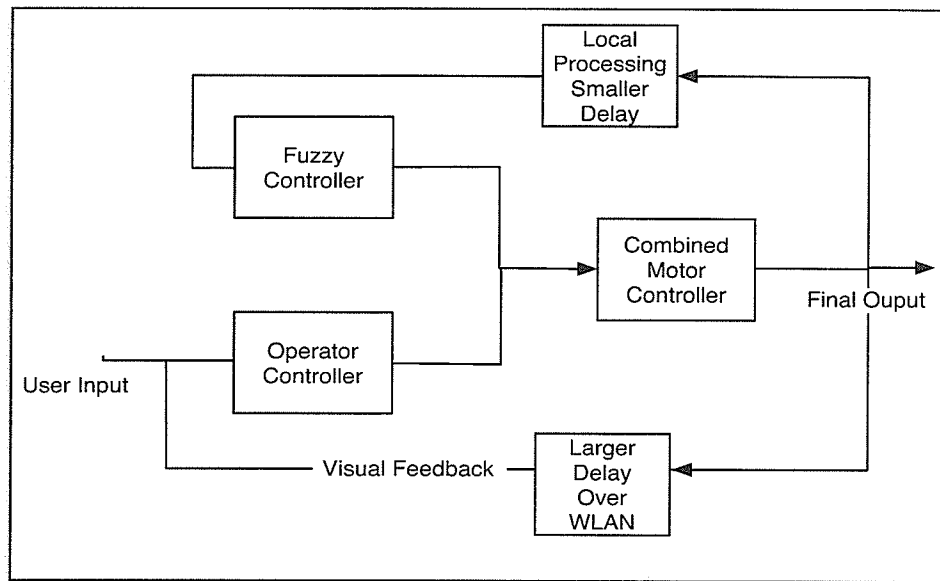 Local
Processing
Smaller
Delay
Fuzzy
Controller
Combined
Motor
Controller
Final Ouput
Operator
Controller
User Input
Visual Feedback
Larger
Delay
Over
WLAN